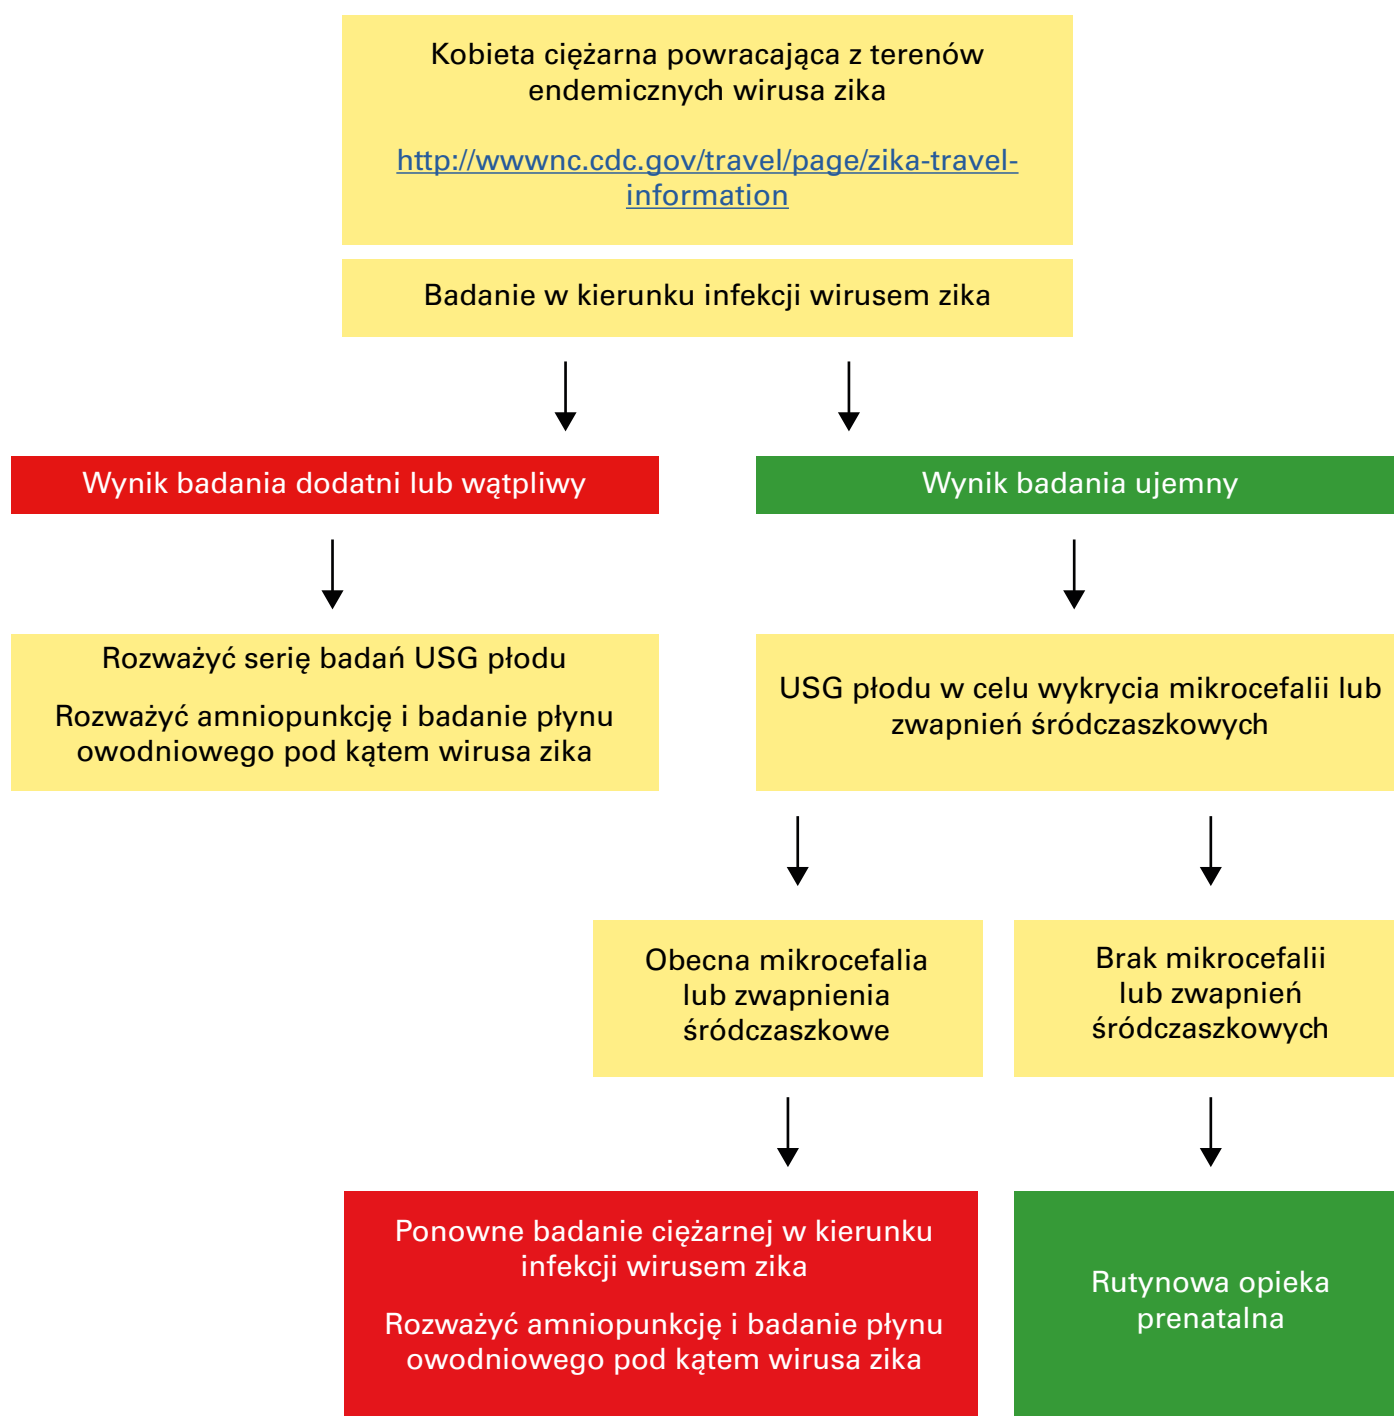 Kobieta ciężarna powracająca z terenów
endemicznych wirusa zika
http://wwwnc.cdc.gov/travel/page/zika-travel-
information
Badanie w kierunku infekcji wirusem zika
Wynik badania dodatni lub wątpliwy
Wynik badania ujemny
Rozważyć serię badań USG płodu
Rozważyć amniopunkcję i badanie płynu
owodniowego pod kątem wirusa zika
USG płodu w celu wykrycia mikrocefalii lub
zwapnień śródczaszkowych
Obecna mikrocefalia
lub zwapnienia
śródczaszkowe
Brak mikrocefalii
lub zwapnień
śródczaszkowych
Ponowne badanie ciężarnej w kierunku
infekcji wirusem zika
Rozważyć amniopunkcję i badanie płynu
owodniowego pod kątem wirusa zika
Rutynowa opieka
prenatalna